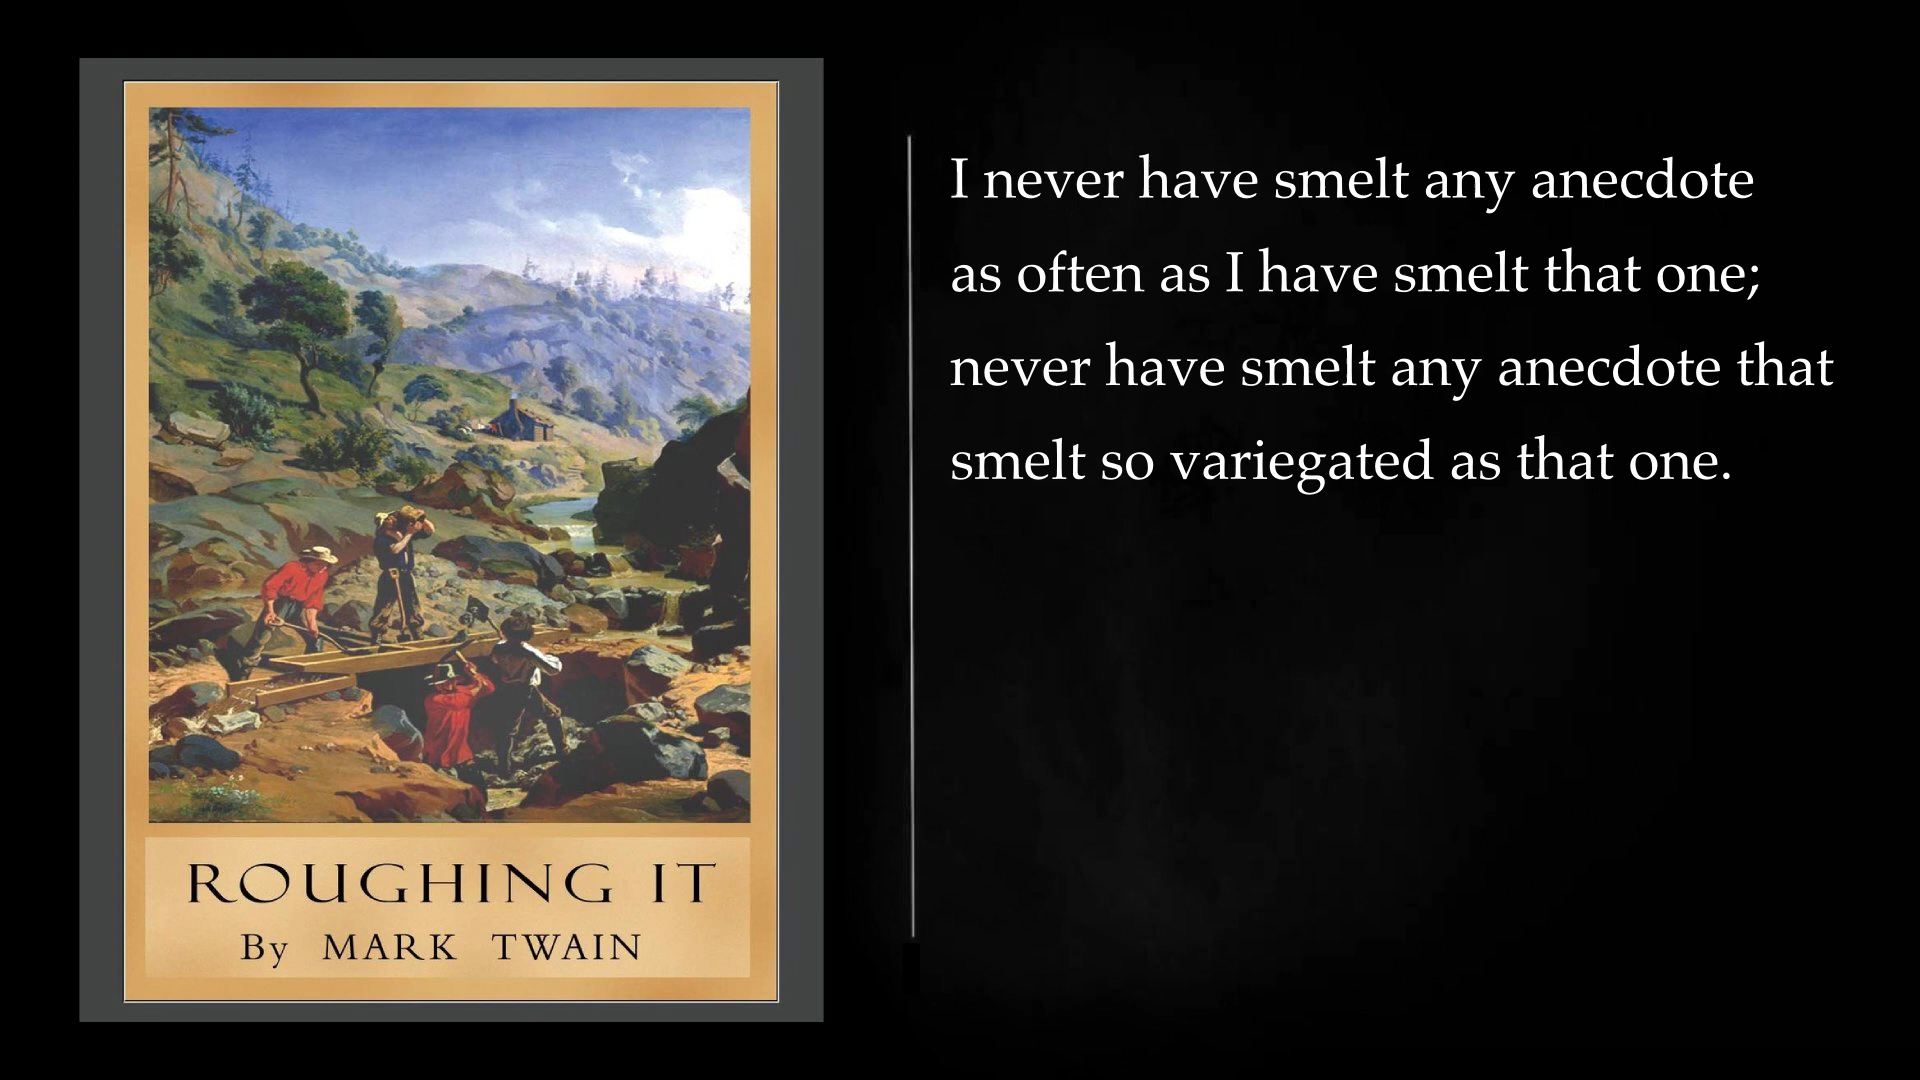 I never have smelt any anecdote
as often as I have smelt that one;
never have smelt any anecdote that
smelt so variegated as that one.
ROUGHING IT
By MARK TWAIN